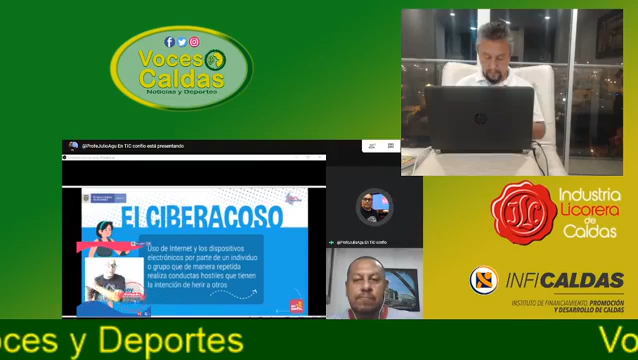 Voces
Caldas
Noticias y Deportes
@ProfeJulioAgu En TIC confío está presentando
EL CIBERACOSO
Uso de Internet y los dispositivos
electrónicos por parte de un individuo
o grupo que de manera repetida
realiza conductas hostiles que tienen
la intención de herir a otros
@ProfeJulioAgu En TIC confío
hp
ILC
Industria
Licorera
de
Caldas
INFICALDAS
INSTITUTO DE FINANCIAMIENTO, PROMOCIÓN
Y DESARROLLO DE CALDAS
oces y Deportes
Vo